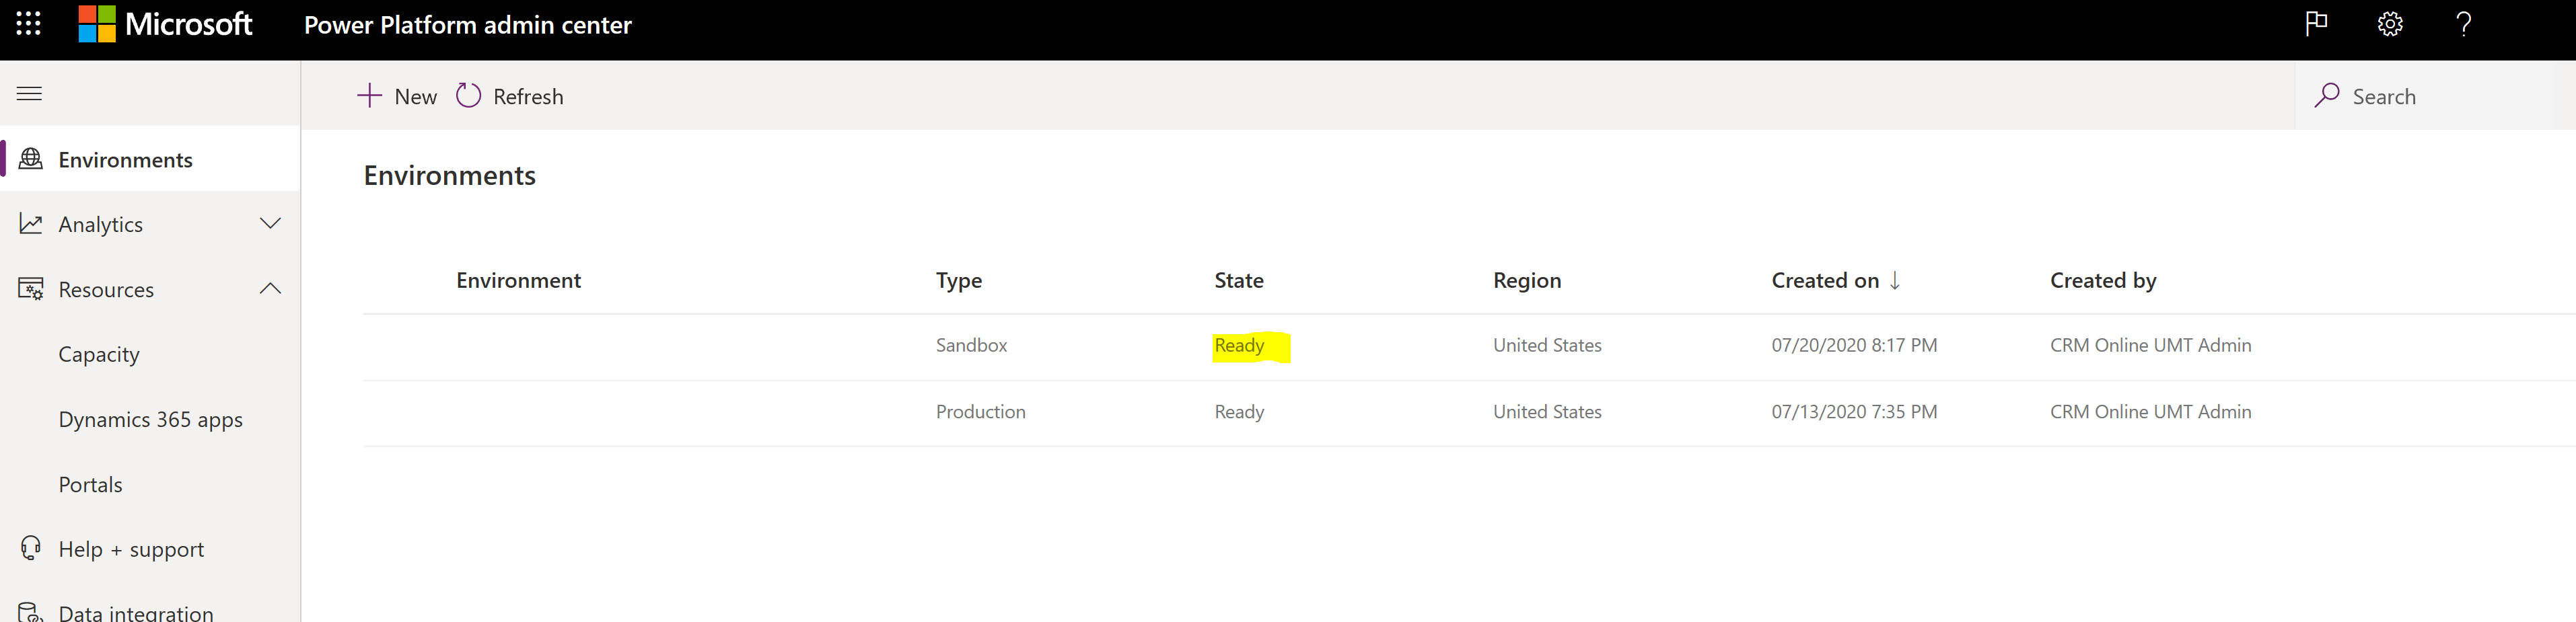 Microsoft Power Platform admin center
New Refresh Search
Environments
Analytics
Resources
Capacity
Dynamics 365 apps
Portals
Help + support
Data integration
Environments
Environment Type State Region Created on ↓ Created by
Sandbox Ready United States 07/20/2020 8:17 PM CRM Online UMT Admin
Production Ready United States 07/13/2020 7:35 PM CRM Online UMT Admin